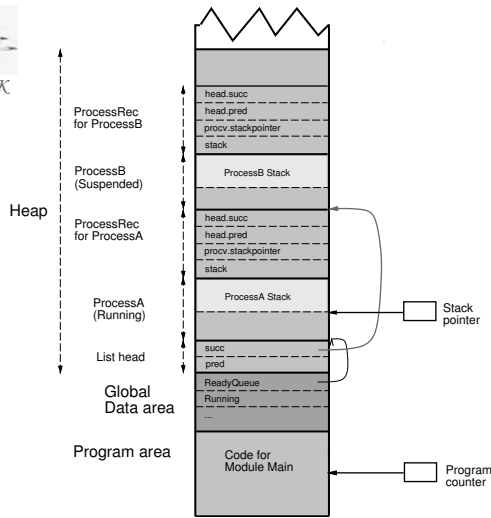 head.succ
head.pred
procv.stackpointer
stack
ProcessRec
for ProcessB
ProcessB
(Suspended)
ProcessB Stack
Heap
ProcessRec
for ProcessA
head.succ
head.pred
procv.stackpointer
stack
ProcessA
(Running)
ProcessA Stack
Stack
pointer
List head
succ
pred
Global
Data area
ReadyQueue
Running
...
Program area
Code for
Module Main
Program
counter